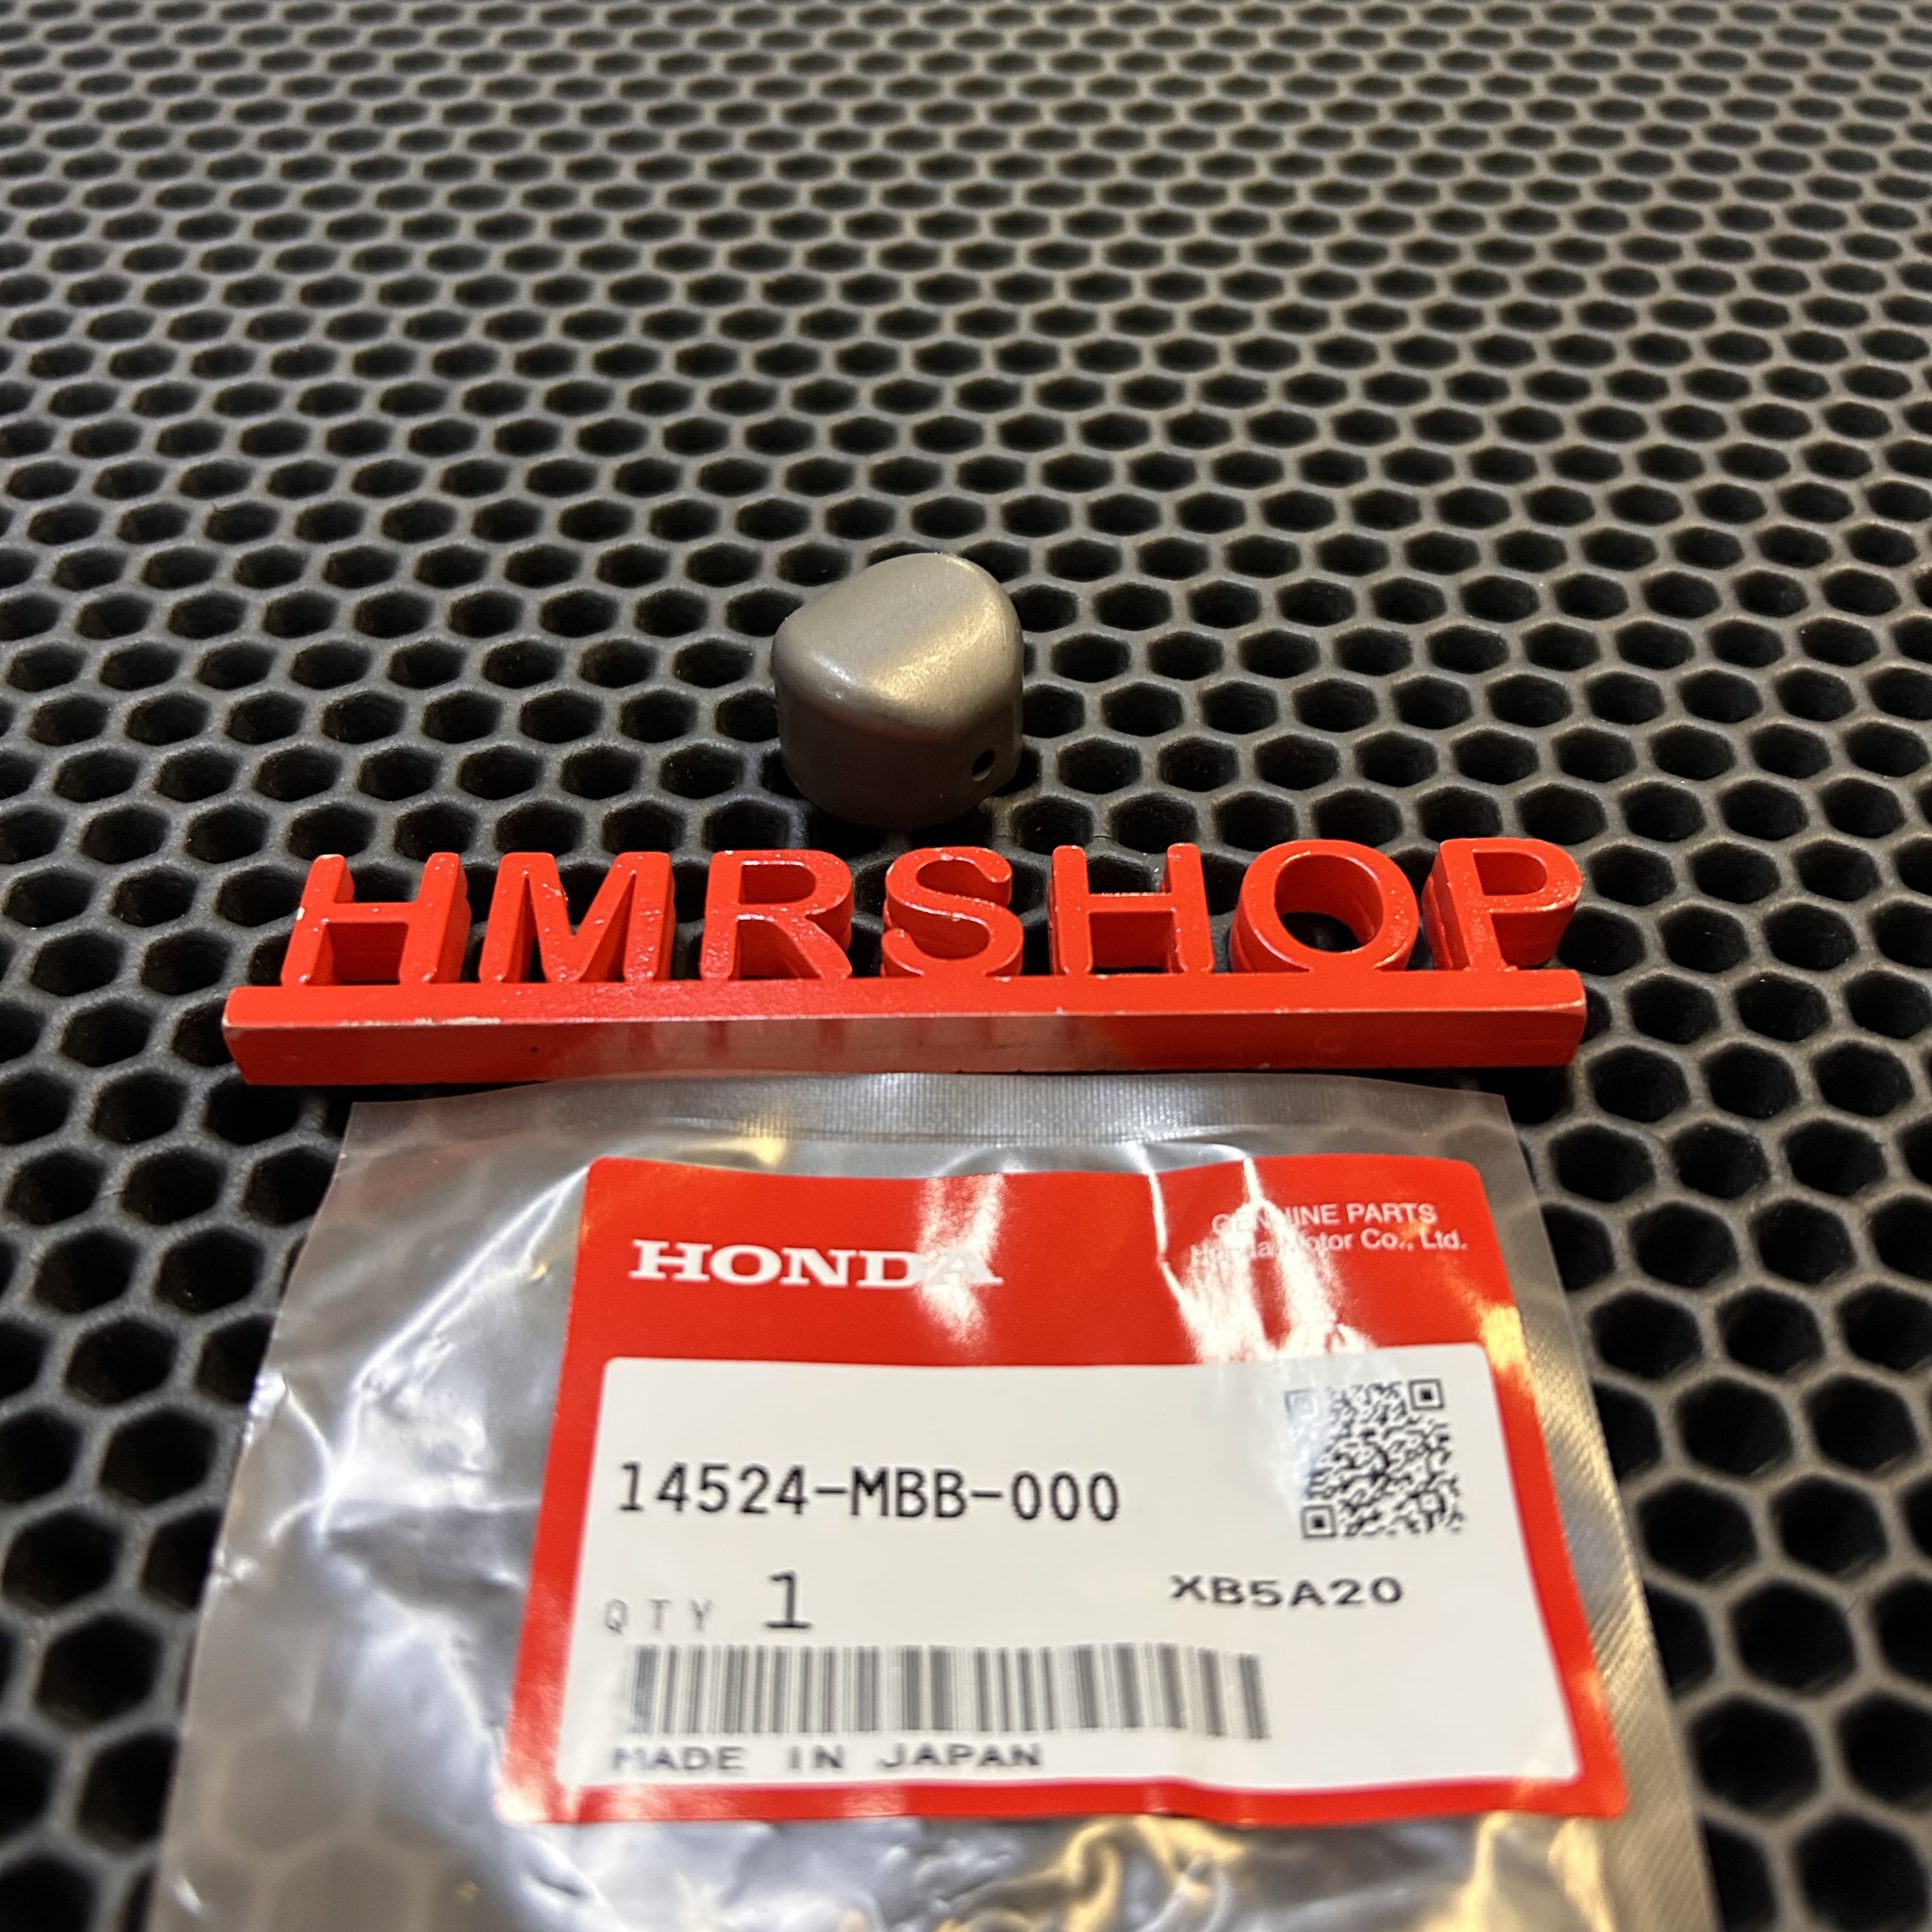 HMRSHOP
HONDA
GENUINE PARTS
Honda Motor Co., Ltd.
14524-MBB-000
QTY 1
XB5A20
MADE IN JAPAN